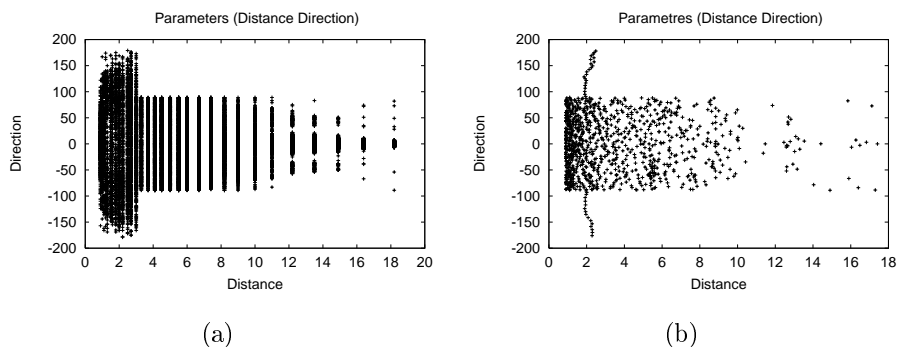 Parameters (Distance Direction)
200
150
100
50
0
-50
-100
-150
-200
0 2 4 6 8 10 12 14 16 18 20
Direction
Distance
(a)
Parametres (Distance Direction)
200
150
100
50
0
-50
-100
-150
-200
0 2 4 6 8 10 12 14 16 18
Direction
Distance
(b)